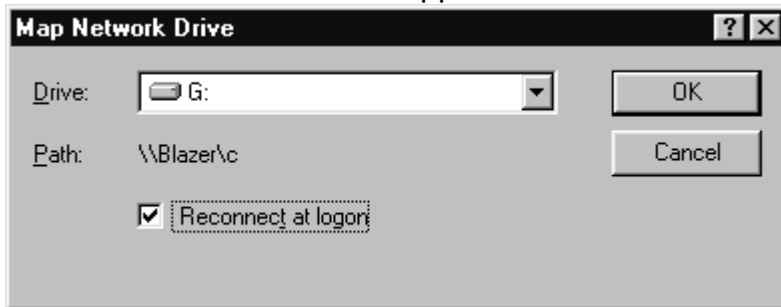 Map Network Drive
Drive: G: OK
Path: \\Blazer\c Cancel
Reconnect at logon